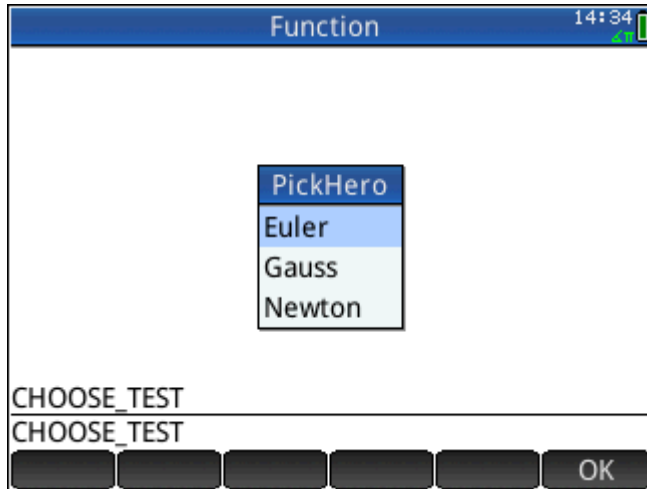 Function
14:34
∡π
PickHero
Euler
Gauss
Newton
CHOOSE_TEST
CHOOSE_TEST
OK